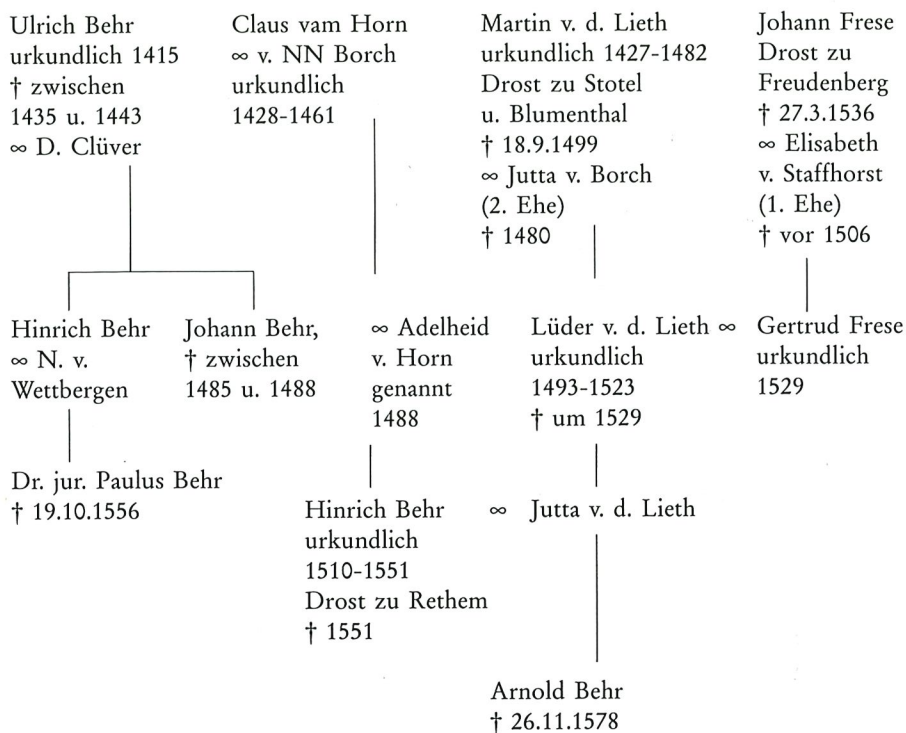 Ulrich Behr
urkundlich 1415
† zwischen
1435 u. 1443
∞ D. Clüver
Claus vam Horn
∞ v. NN Borch
urkundlich
1428-1461
Martin v. d. Lieth
urkundlich 1427-1482
Drost zu Stotel
u. Blumenthal
† 18.9.1499
∞ Jutta v. Borch
(2. Ehe)
† 1480
Johann Frese
Drost zu
Freudenberg
† 27.3.1536
∞ Elisabeth
v. Staffhorst
(1. Ehe)
† vor 1506
Hinrich Behr
∞ N. v.
Wettbergen
Johann Behr,
† zwischen
1485 u. 1488
∞ Adelheid
v. Horn
genannt
1488
Lüder v. d. Lieth ∞
urkundlich
1493-1523
† um 1529
Gertrud Frese
urkundlich
1529
Dr. jur. Paulus Behr
† 19.10.1556
Hinrich Behr ∞ Jutta v. d. Lieth
urkundlich
1510-1551
Drost zu Rethem
† 1551
Arnold Behr
† 26.11.1578